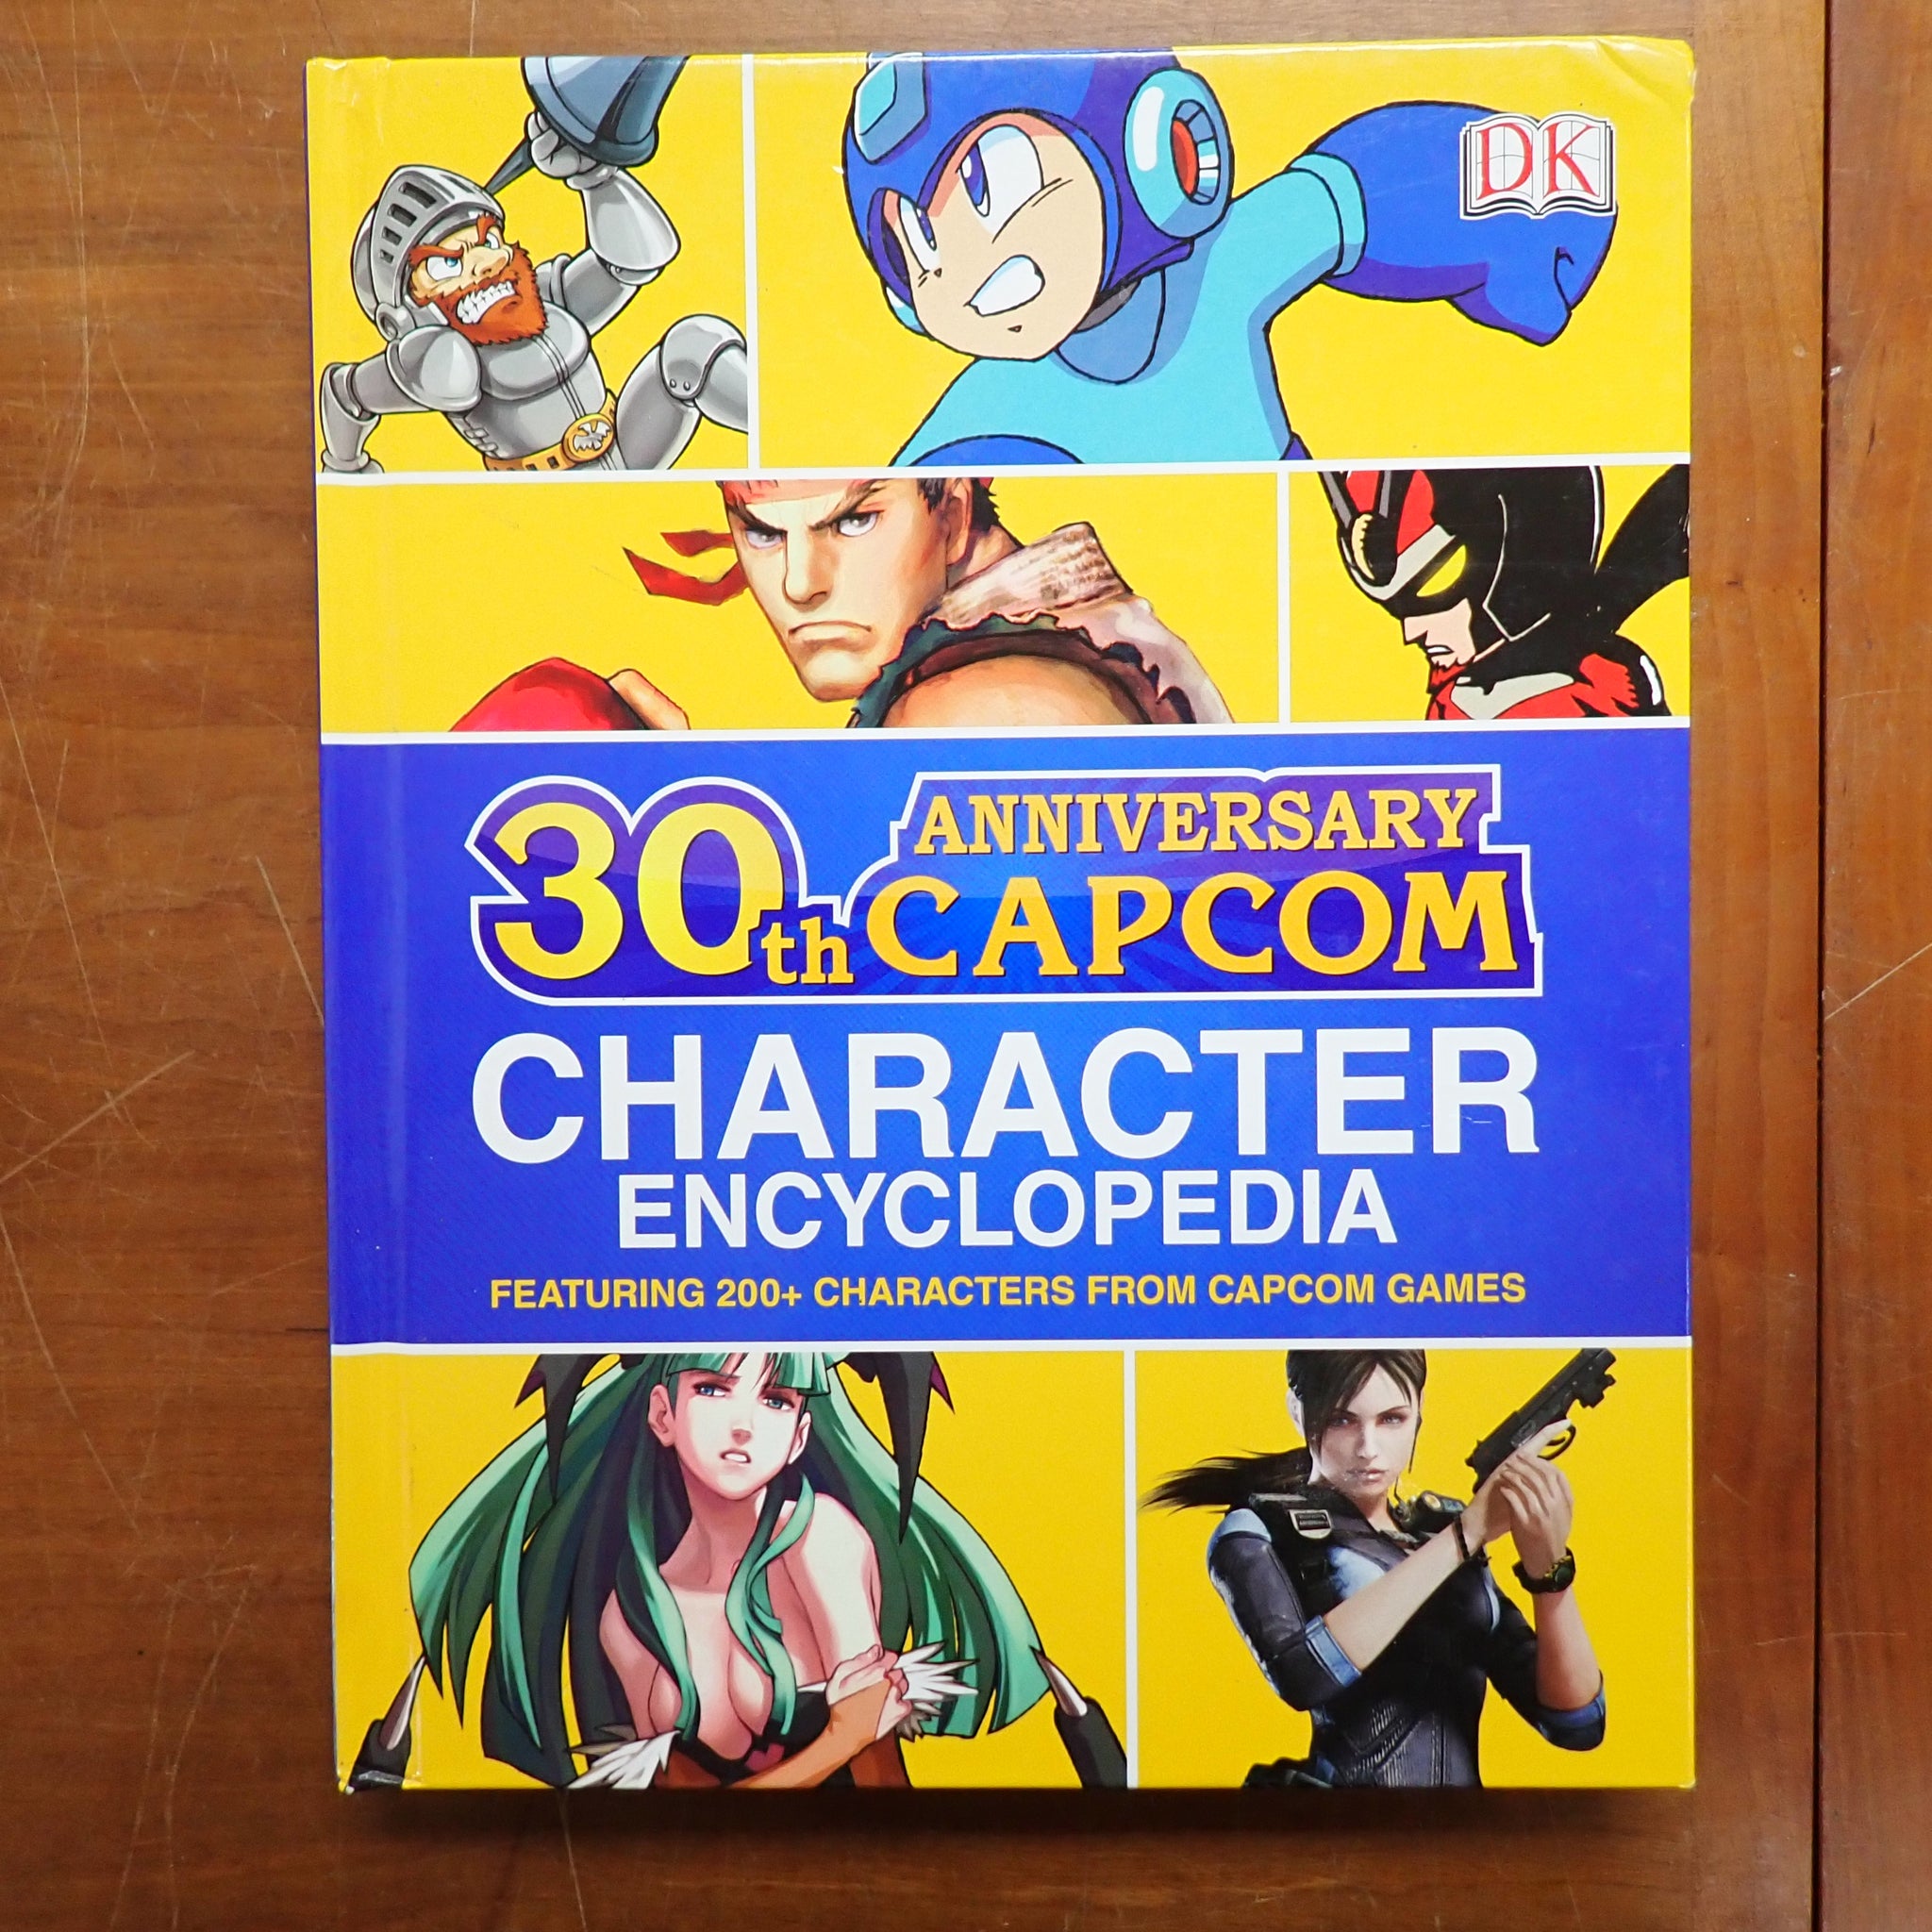 DK
30th ANNIVERSARY
CAPCOM
CHARACTER
ENCYCLOPEDIA
FEATURING 200+ CHARACTERS FROM CAPCOM GAMES